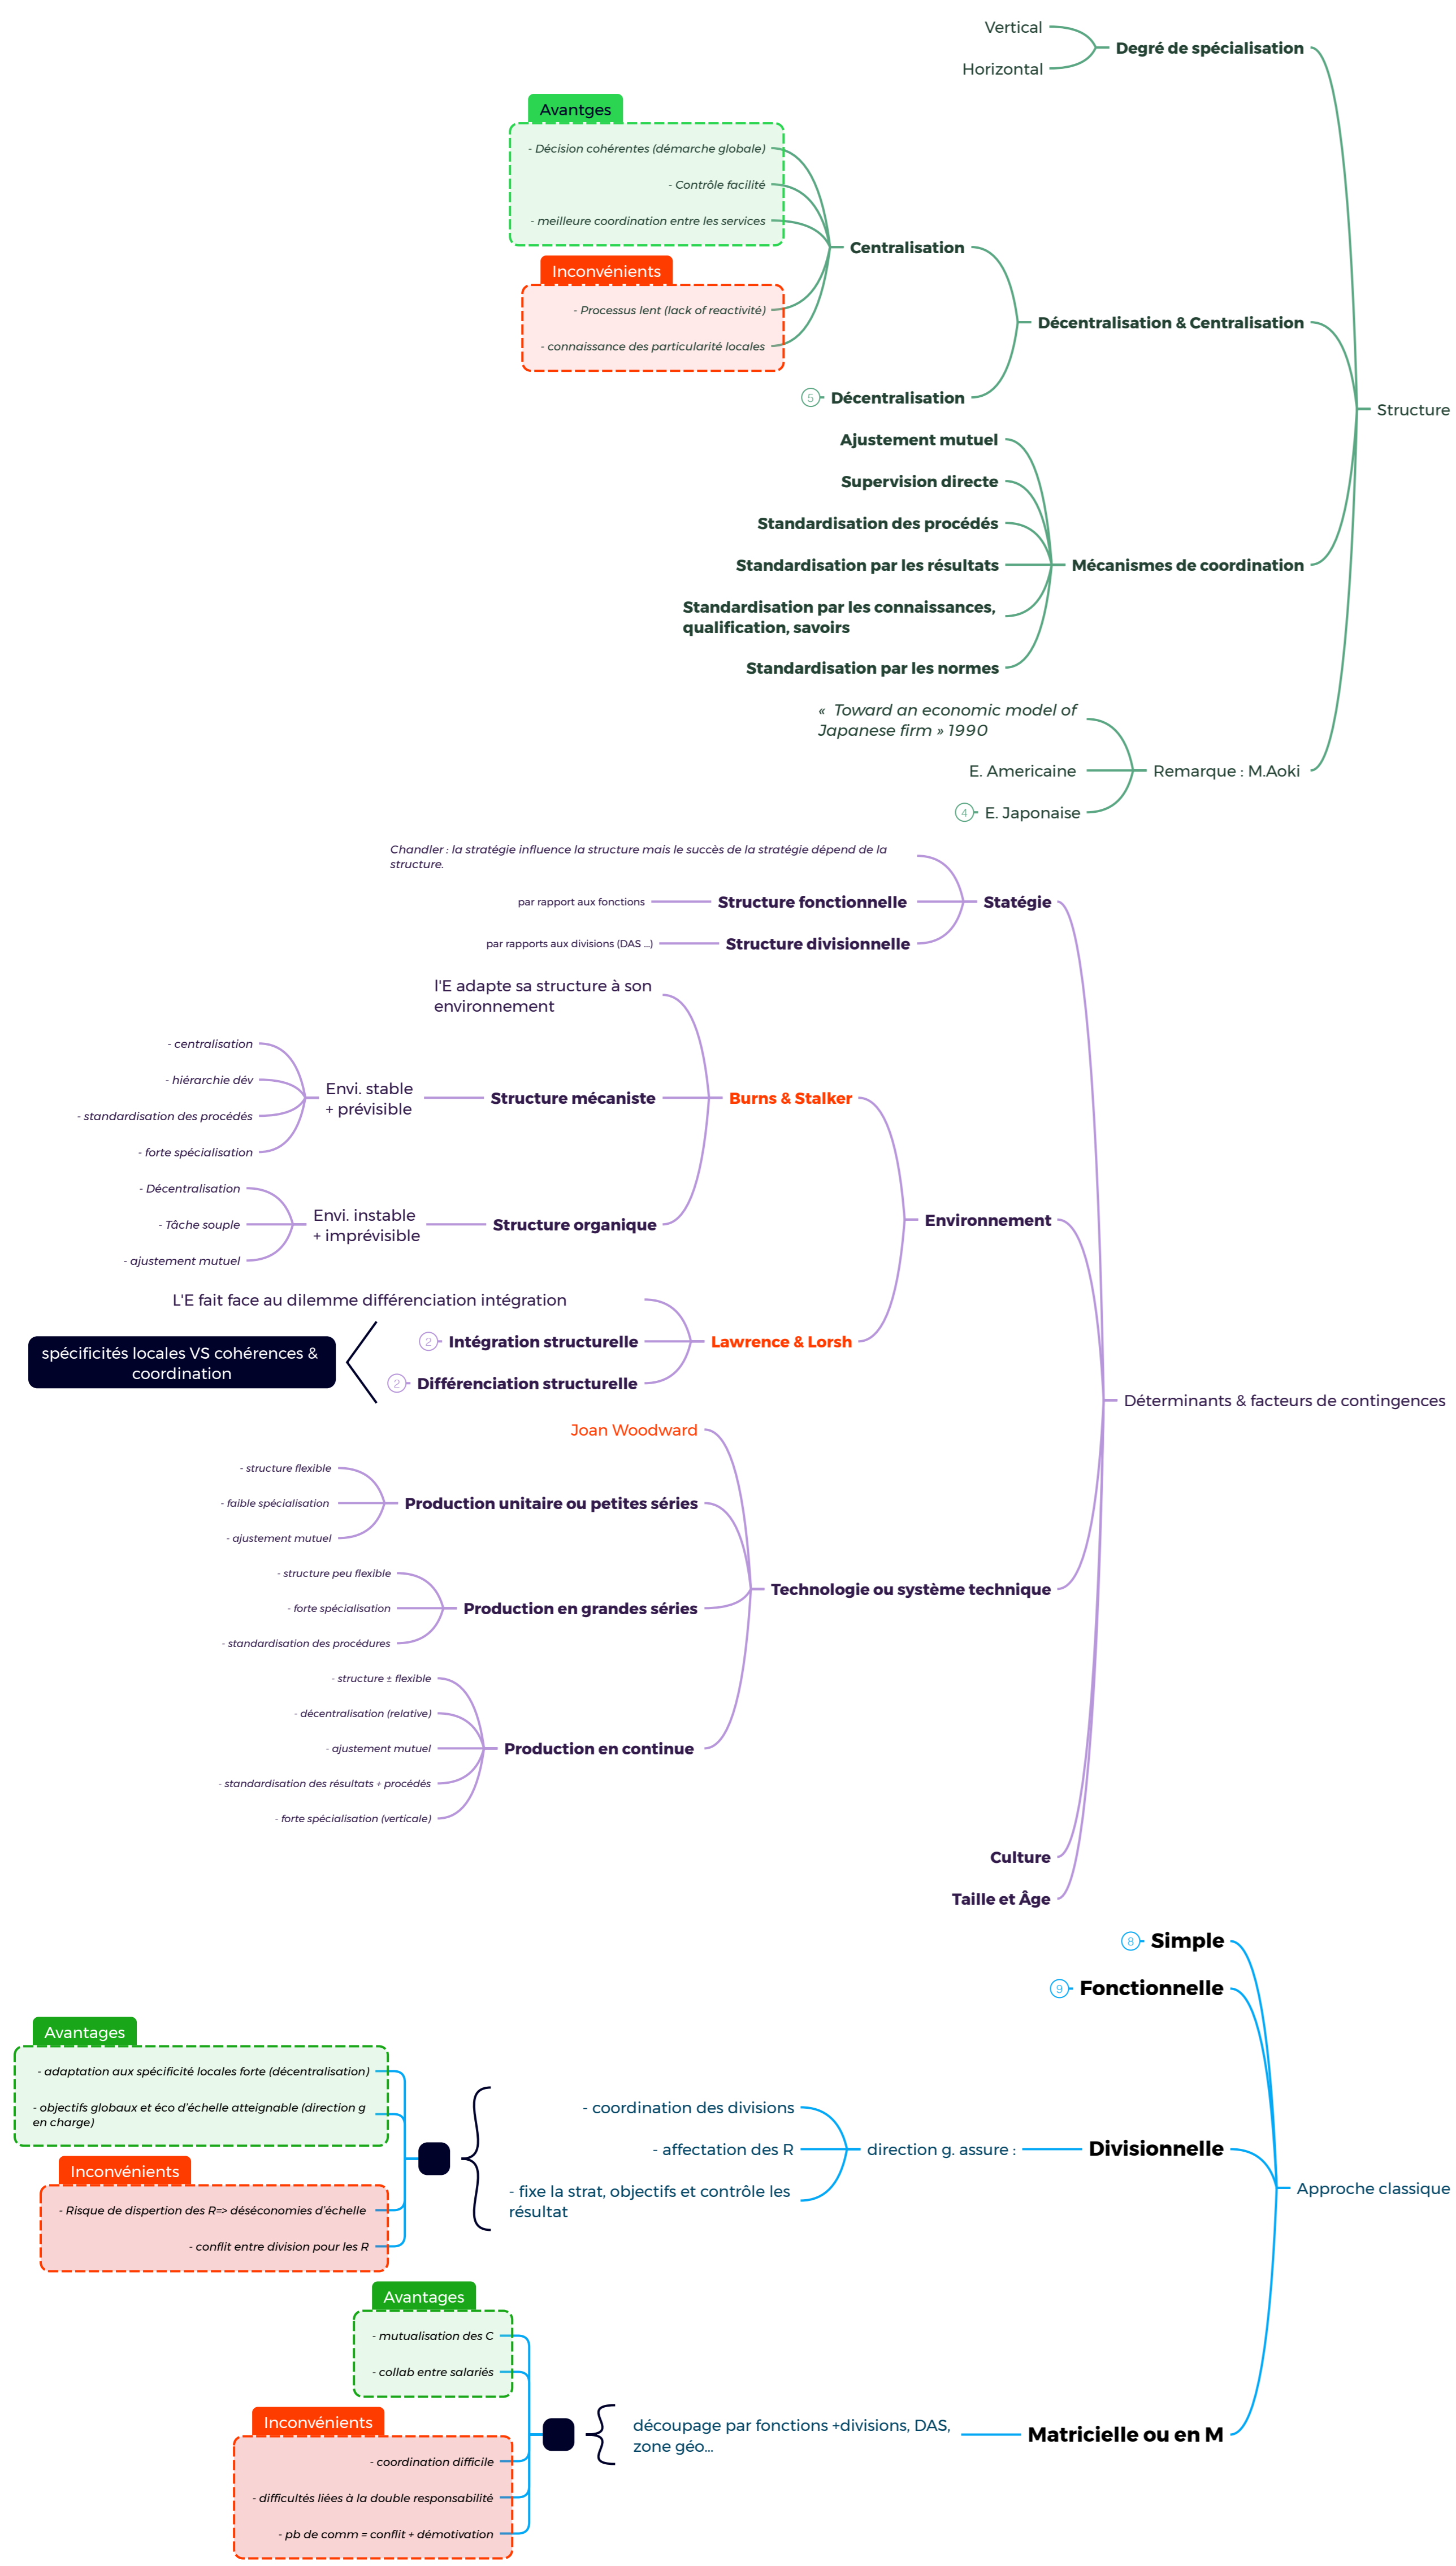 Vertical
Horizontal
Degré de spécialisation
Avantges
- Décision cohérentes (démarche globale)
- Contrôle facilité
- meilleure coordination entre les services
Inconvénients
- Processus lent (lack of reactivité)
- connaissance des particularité locales
Centralisation
5
Décentralisation
Décentralisation & Centralisation
Ajustement mutuel
Supervision directe
Standardisation des procédés
Standardisation par les résultats
Standardisation par les connaissances,
qualification, savoirs
Standardisation par les normes
Mécanismes de coordination
« Toward an economic model of
Japanese firm » 1990
E. Americaine
4
E. Japonaise
Remarque : M.Aoki
Structure
Chandler : la stratégie influence la structure mais le succès de la stratégie dépend de la
structure.
par rapport aux fonctions
Structure fonctionnelle
par rapports aux divisions (DAS ...)
Structure divisionnelle
Statégie
l'E adapte sa structure à son
environnement
- centralisation
- hiérarchie dév
- standardisation des procédés
- forte spécialisation
Envi. stable
+ prévisible
Structure mécaniste
- Décentralisation
- Tâche souple
- ajustement mutuel
Envi. instable
+ imprévisible
Structure organique
Burns & Stalker
L'E fait face au dilemme différenciation intégration
2
Intégration structurelle
2
Différenciation structurelle
spécificités locales VS cohérences &
coordination
Lawrence & Lorsh
Environnement
Joan Woodward
- structure flexible
- faible spécialisation
- ajustement mutuel
Production unitaire ou petites séries
- structure peu flexible
- forte spécialisation
- standardisation des procédures
Production en grandes séries
- structure ± flexible
- décentralisation (relative)
- ajustement mutuel
- standardisation des résultats + procédés
- forte spécialisation (verticale)
Production en continue
Technologie ou système technique
Culture
Taille et Âge
Déterminants & facteurs de contingences
8
Simple
9
Fonctionnelle
Avantages
- adaptation aux spécificité locales forte (décentralisation)
- objectifs globaux et éco d'échelle atteignable (direction g
en charge)
Inconvénients
- Risque de dispertion des R=> déséconomies d'échelle
- conflit entre division pour les R
- coordination des divisions
- affectation des R
- fixe la strat, objectifs et contrôle les
résultat
direction g. assure :
Divisionnelle
Avantages
- mutualisation des C
- collab entre salariés
Inconvénients
- coordination difficile
- difficultés liées à la double responsabilité
- pb de comm = conflit + démotivation
découpage par fonctions +divisions, DAS,
zone géo...
Matricielle ou en M
Approche classique